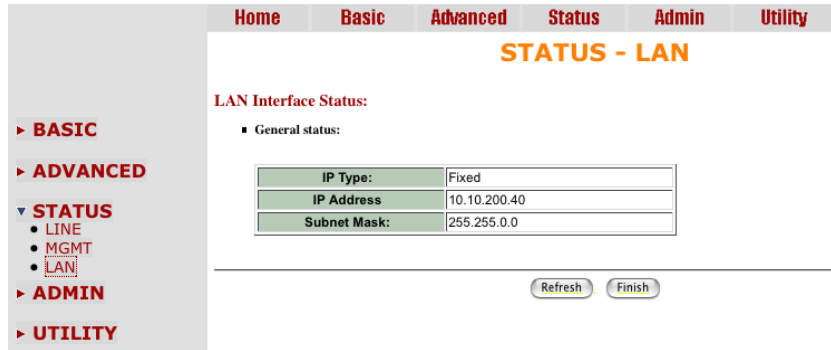 Home Basic Advanced Status Admin Utility
STATUS - LAN
LAN Interface Status:
General status:
IP Type: Fixed
IP Address 10.10.200.40
Subnet Mask: 255.255.0.0
Refresh Finish
BASIC
ADVANCED
STATUS
LINE
MGMT
LAN
ADMIN
UTILITY